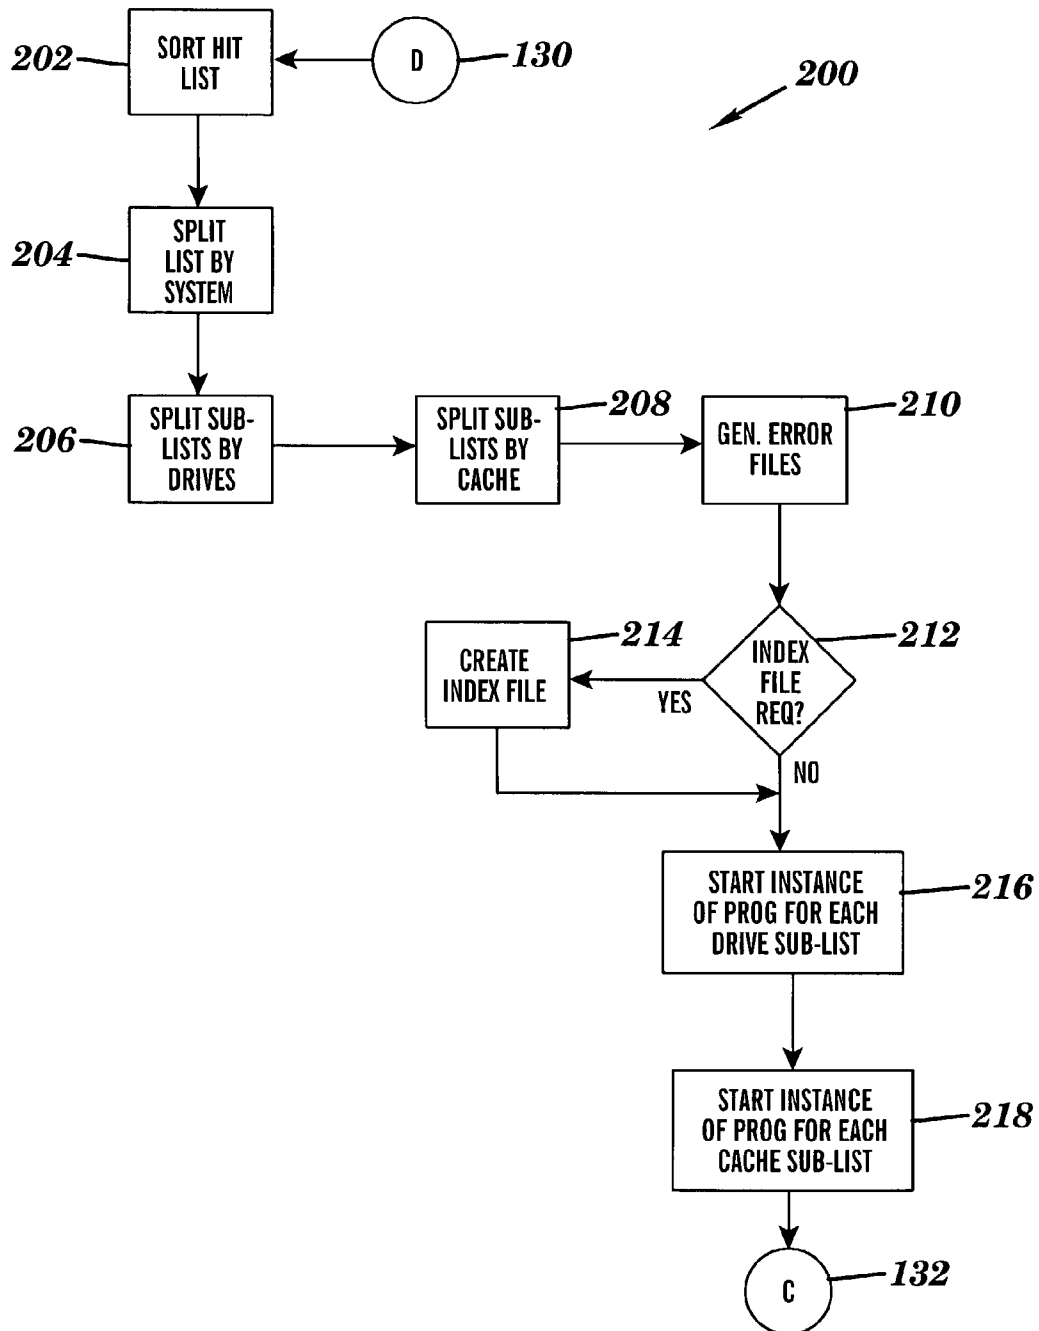 202
SORT HIT
LIST
D
130
200
204
SPLIT
LIST BY
SYSTEM
206
SPLIT SUB-
LISTS BY
DRIVES
SPLIT SUB-
LISTS BY
CACHE
208
GEN. ERROR
FILES
210
CREATE
INDEX FILE
214
INDEX
FILE
REQ?
212
YES
NO
START INSTANCE
OF PROG FOR EACH
DRIVE SUB-LIST
216
START INSTANCE
OF PROG FOR EACH
CACHE SUB-LIST
218
C
132